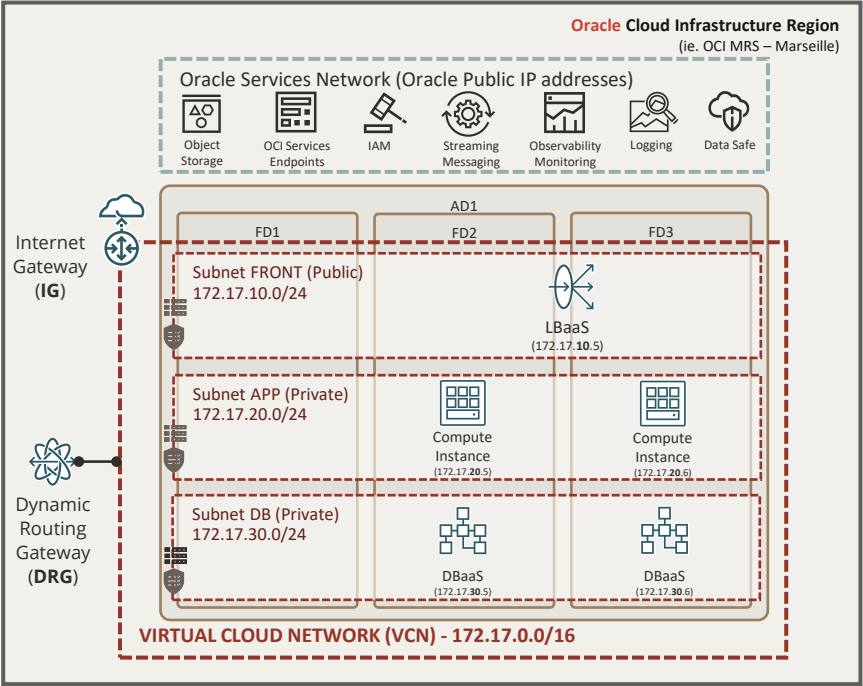 Oracle Cloud Infrastructure Region
(ie. OCI MRS – Marseille)
Oracle Services Network (Oracle Public IP addresses)
Object
Storage
OCI Services
Endpoints
IAM
Streaming
Messaging
Observability
Monitoring
Logging
Data Safe
AD1
FD1
FD2
FD3
Internet
Gateway
(IG)
Subnet FRONT (Public)
172.17.10.0/24
LBaaS
(172.17.10.5)
Subnet APP (Private)
172.17.20.0/24
Compute
Instance
(172.17.20.5)
Compute
Instance
(172.17.20.6)
Dynamic
Routing
Gateway
(DRG)
Subnet DB (Private)
172.17.30.0/24
DBaaS
(172.17.30.5)
DBaaS
(172.17.30.6)
VIRTUAL CLOUD NETWORK (VCN) - 172.17.0.0/16